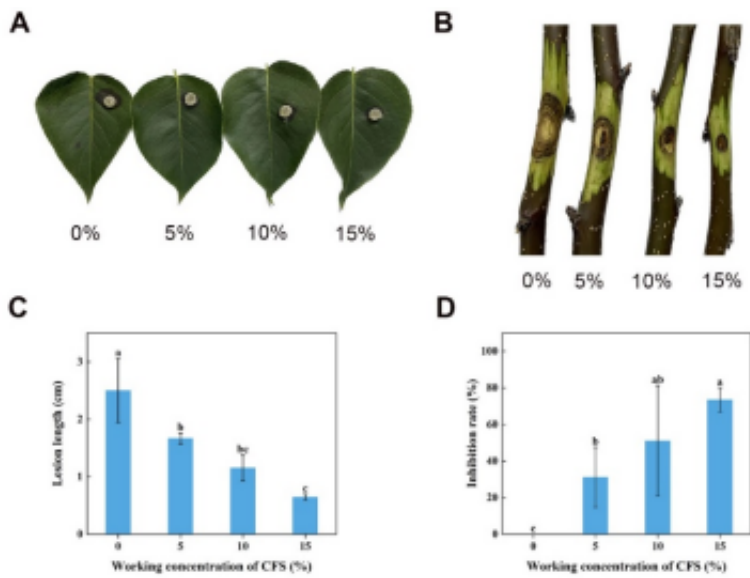 A
0% 5% 10% 15%
B
0% 5% 10% 15%
C
Lesion length (cm)
3
2
1
0
a
b
bc
c
0 5 10 15
Working concentration of CFS (%)
D
Inhibition rate (%)
100
80
60
40
20
0
c
b
ab
a
0 5 10 15
Working concentration of CFS (%)